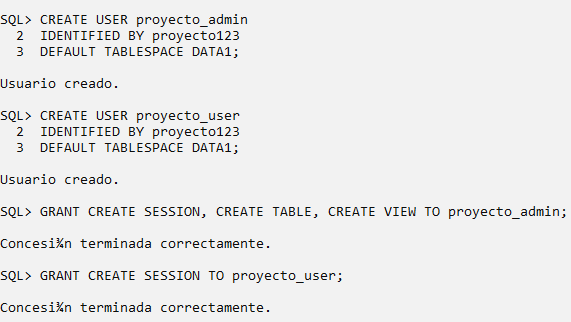 SQL> CREATE USER proyecto_admin
2 IDENTIFIED BY proyecto123
3 DEFAULT TABLESPACE DATA1;
Usuario creado.
SQL> CREATE USER proyecto_user
2 IDENTIFIED BY proyecto123
3 DEFAULT TABLESPACE DATA1;
Usuario creado.
SQL> GRANT CREATE SESSION, CREATE TABLE, CREATE VIEW TO proyecto_admin;
Concesi¾n terminada correctamente.
SQL> GRANT CREATE SESSION TO proyecto_user;
Concesi¾n terminada correctamente.